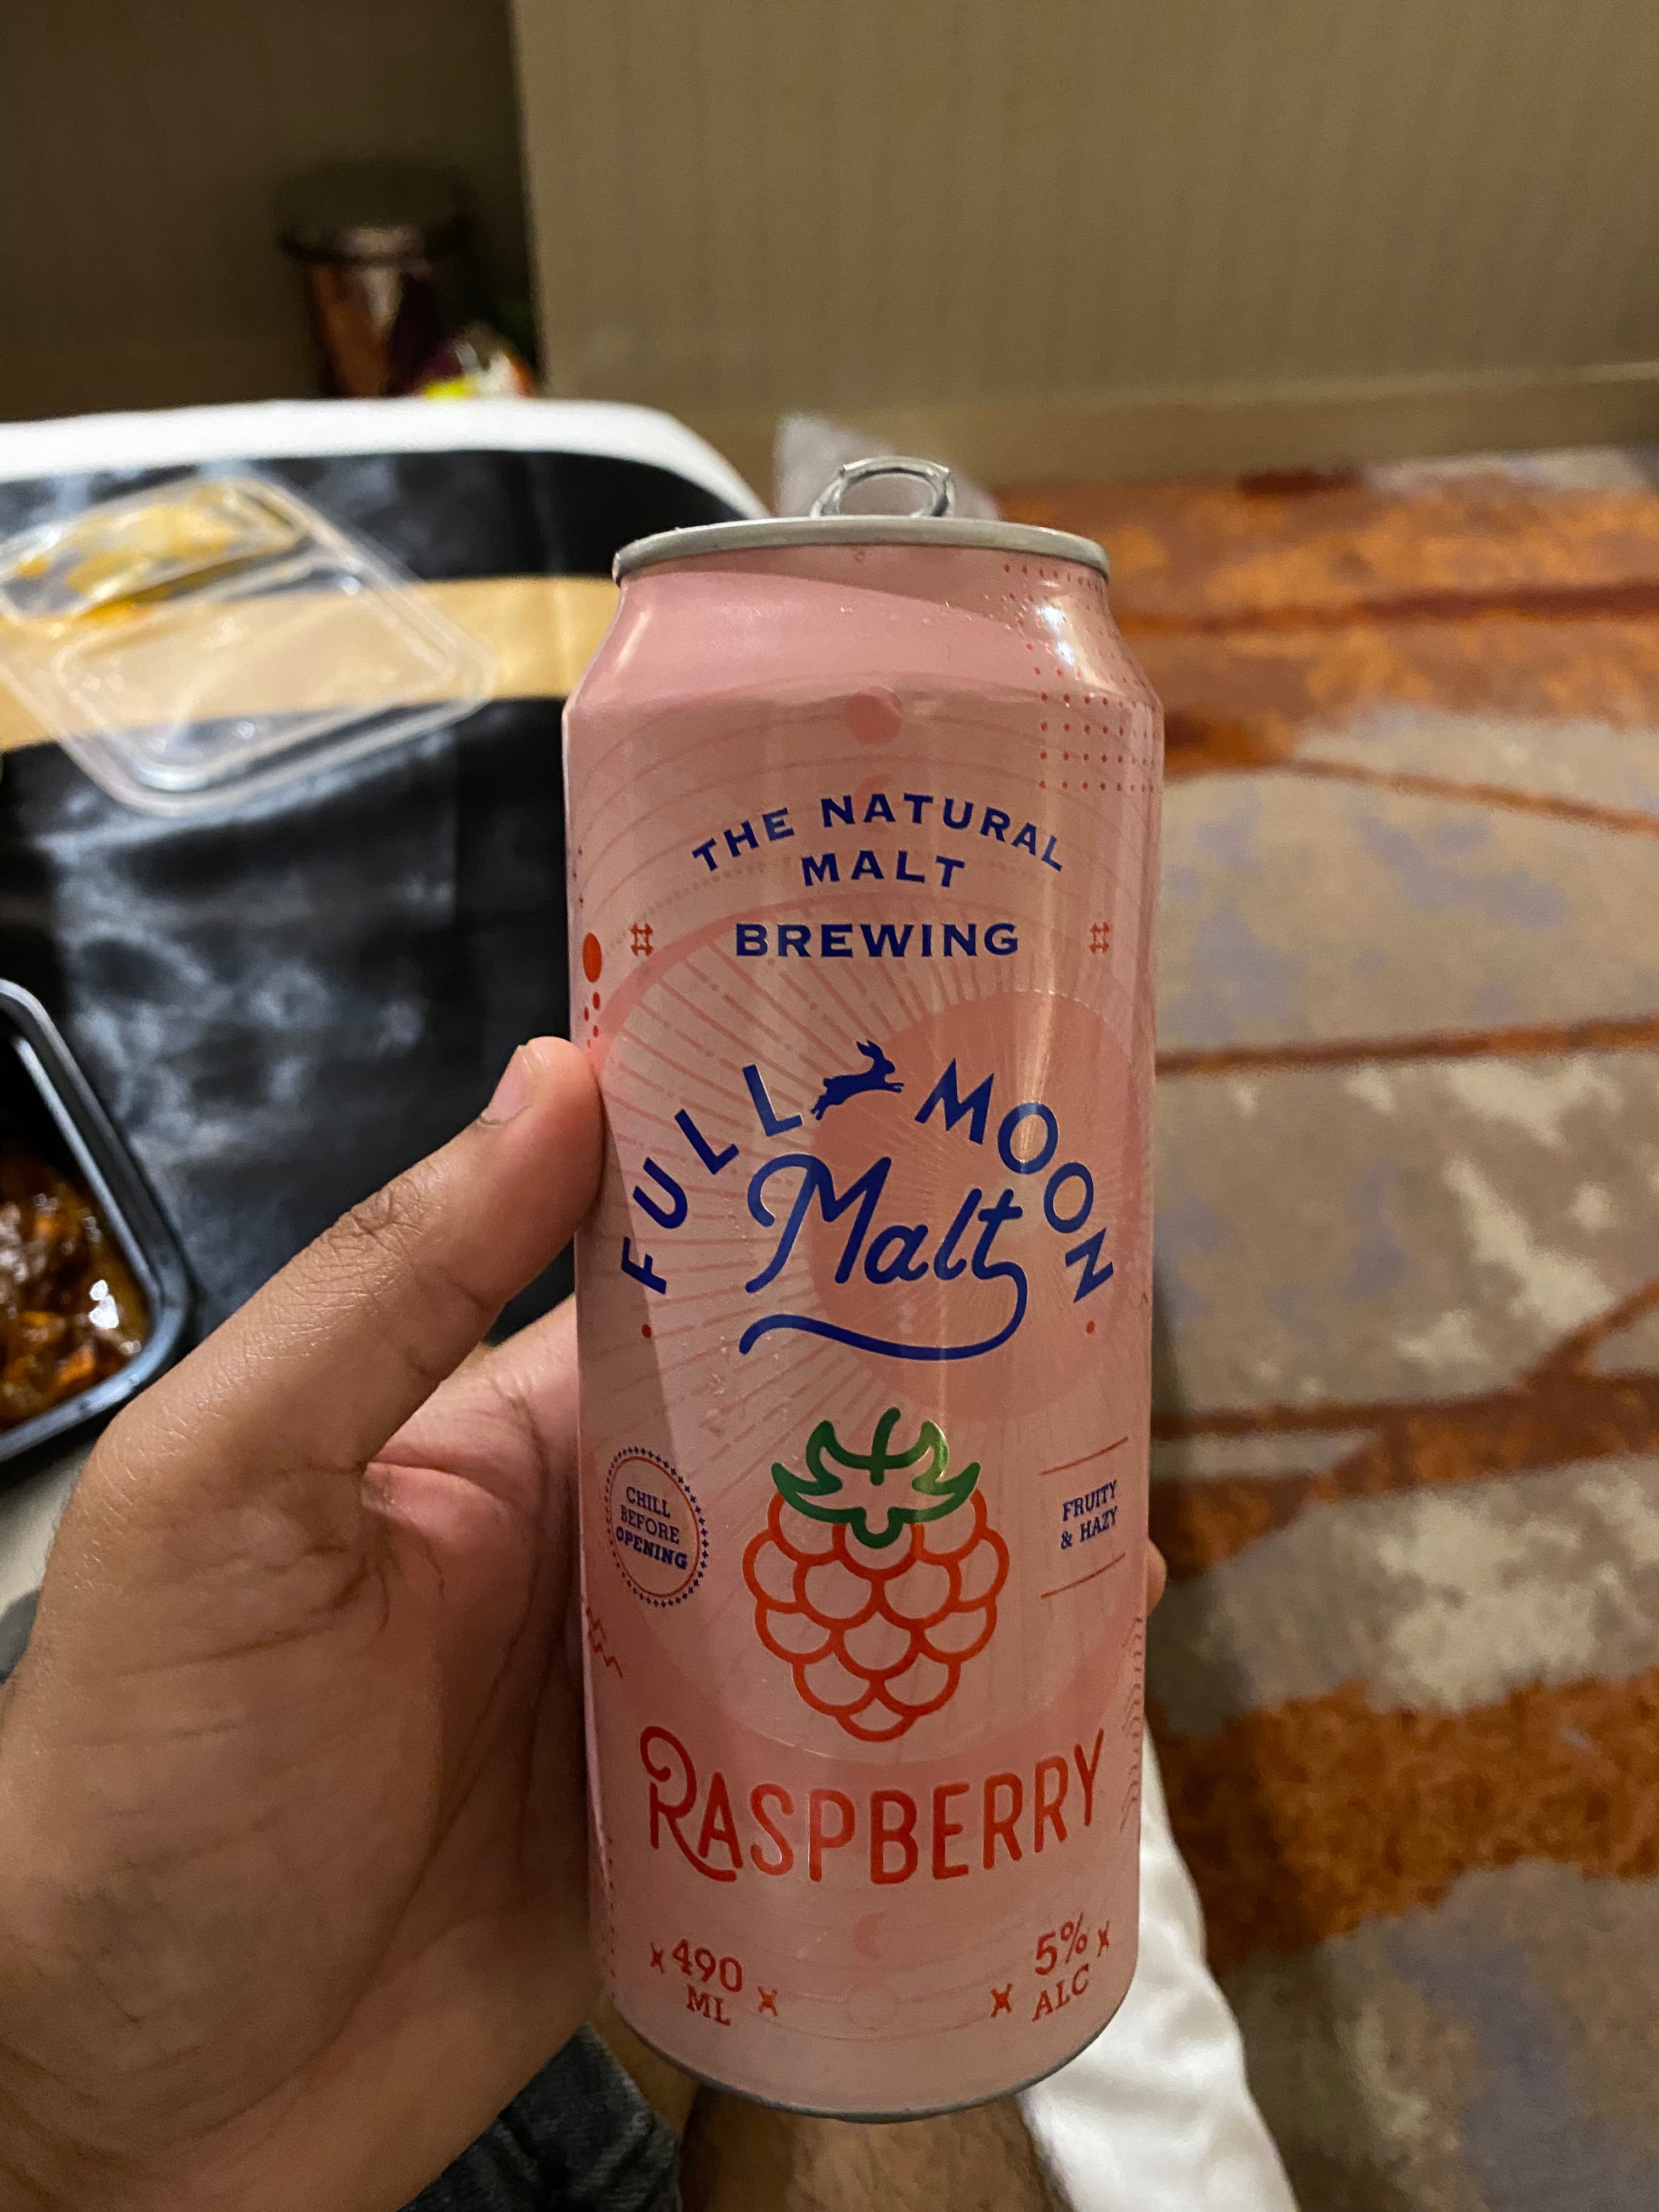 THE NATURAL
MALT
BREWING
FULL MOON
Malt
CHILL
BEFORE
OPENING
FRUITY
& HAZY
RASPBERRY
490
ML
5%
ALC